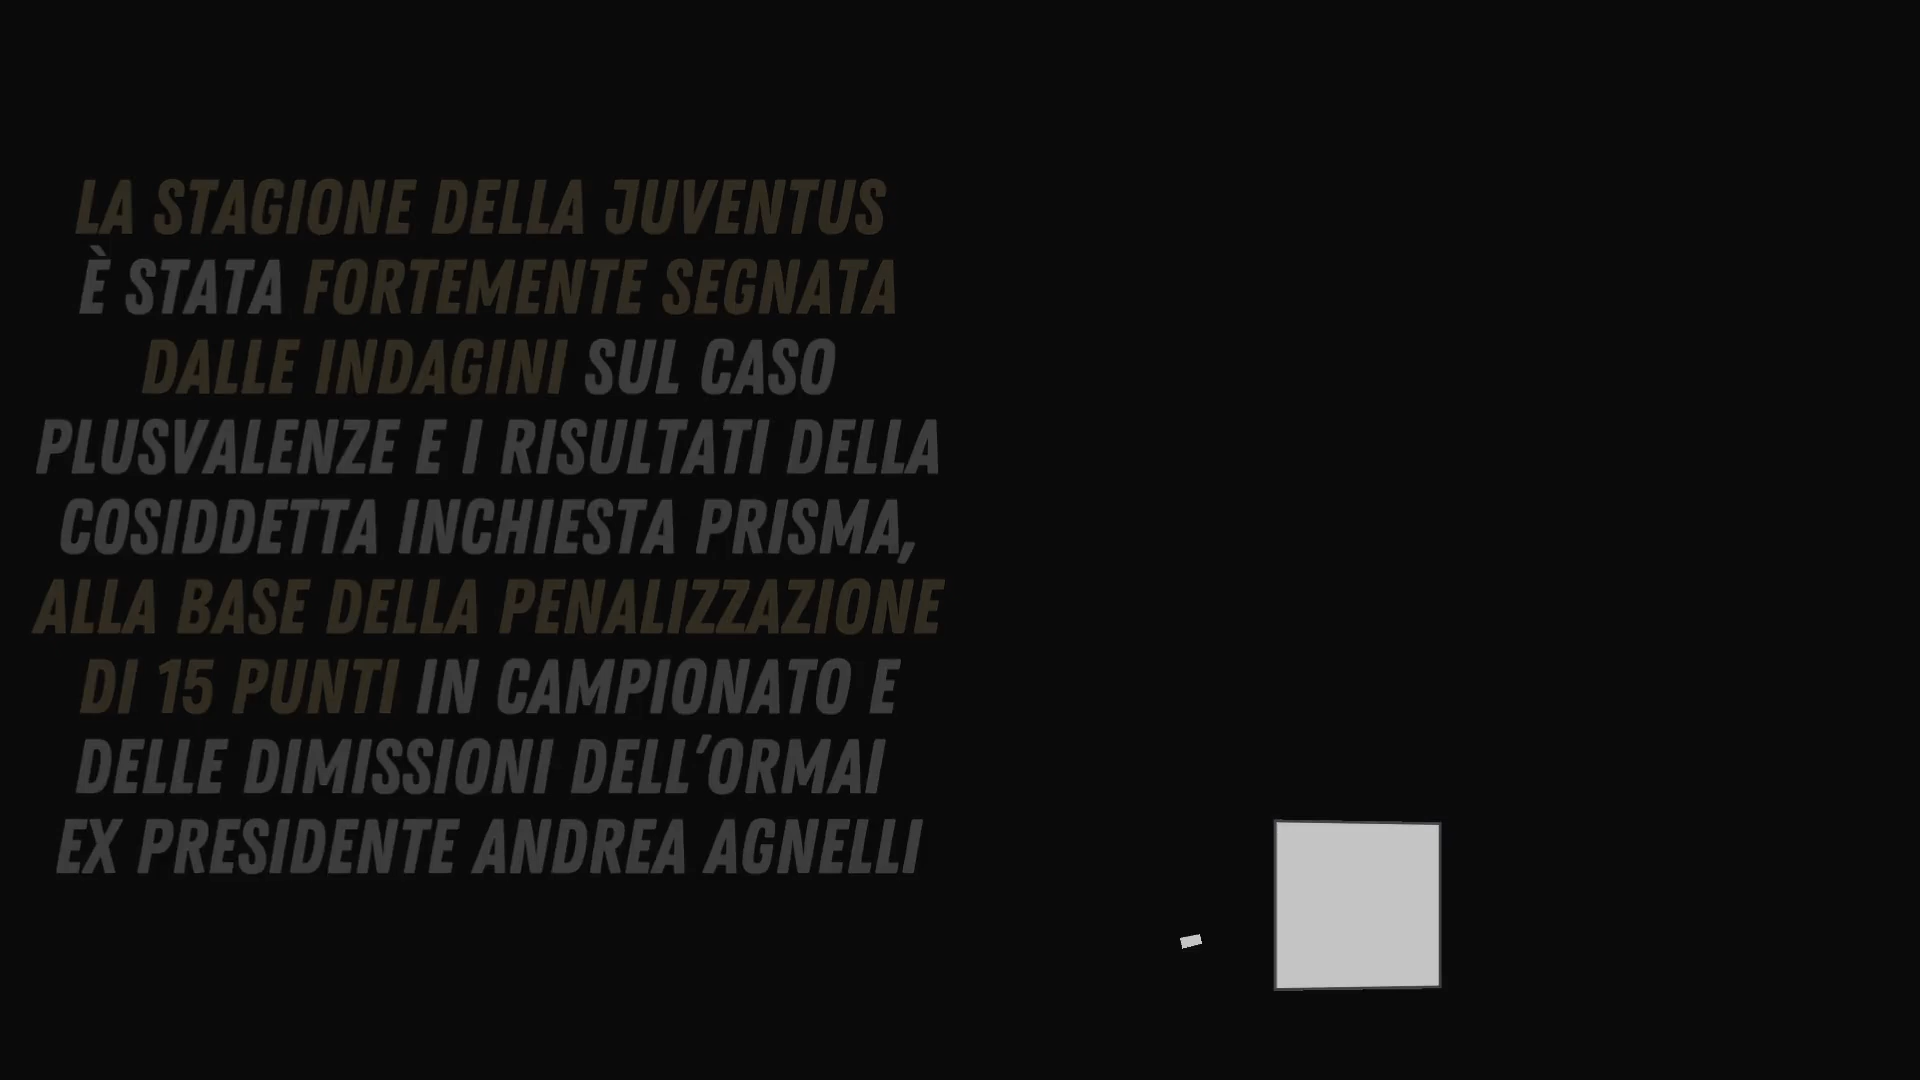 LA STAGIONE DELLA JUVENTUS
È STATA FORTEMENTE SEGNATA
DALLE INDAGINI SUL CASO
PLUSVALENZE E I RISULTATI DELLA
COSIDDETTA INCHIESTA PRISMA,
ALLA BASE DELLA PENALIZZAZIONE
DI 15 PUNTI IN CAMPIONATO E
DELLE DIMISSIONI DELL'ORMAI
EX PRESIDENTE ANDREA AGNELLI